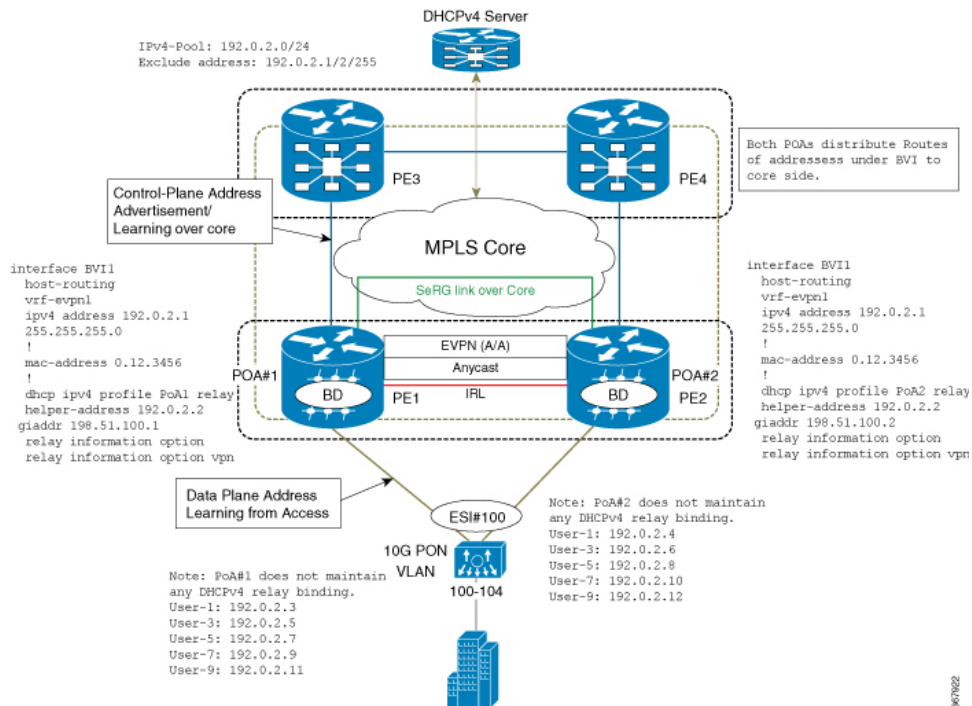 DHCPv4 Server
IPv4-Pool: 192.0.2.0/24
Exclude address: 192.0.2.1/2/255
PE3
PE4
Both POAs distribute Routes
of addressess under BVI to
core side.
Control-Plane Address
Advertisement/
Learning over core
MPLS Core
SeRG link over Core
interface BVI1
host-routing
vrf-evpn1
ipv4 address 192.0.2.1
255.255.255.0
!
mac-address 0.12.3456
!
dhcp ipv4 profile PoA1 relay
helper-address 192.0.2.2
giaddr 198.51.100.1
relay information option
relay information option vpn
POA#1
BD
PE1
EVPN (A/A)
Anycast
IRL
POA#2
BD
PE2
interface BVI1
host-routing
vrf-evpn1
ipv4 address 192.0.2.1
255.255.255.0
!
mac-address 0.12.3456
!
dhcp ipv4 profile PoA2 relay
helper-address 192.0.2.2
giaddr 198.51.100.2
relay information option
relay information option vpn
Data Plane Address
Learning from Access
ESI#100
10G PON
VLAN
100-104
Note: PoA#1 does not maintain
any DHCPv4 relay binding.
User-1: 192.0.2.3
User-3: 192.0.2.5
User-5: 192.0.2.7
User-7: 192.0.2.9
User-9: 192.0.2.11
Note: PoA#2 does not maintain
any DHCPv4 relay binding.
User-1: 192.0.2.4
User-3: 192.0.2.6
User-5: 192.0.2.8
User-7: 192.0.2.10
User-9: 192.0.2.12